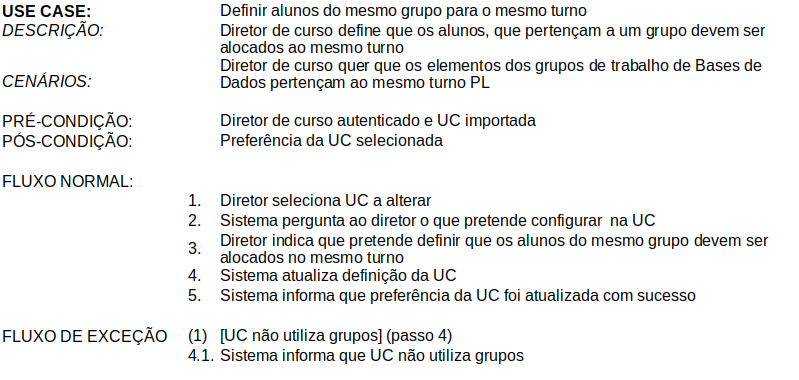 USE CASE: Definir alunos do mesmo grupo para o mesmo turno
DESCRIÇÃO: Diretor de curso define que os alunos, que pertençam a um grupo devem ser
alocados ao mesmo turno
Diretor de curso quer que os elementos dos grupos de trabalho de Bases de
CENÁRIOS: Dados pertençam ao mesmo turno PL
PRÉ-CONDIÇÃO: Diretor de curso autenticado e UC importada
PÓS-CONDIÇÃO: Preferência da UC selecionada
FLUXO NORMAL:
1. Diretor seleciona UC a alterar
2. Sistema pergunta ao diretor o que pretende configurar na UC
3. Diretor indica que pretende definir que os alunos do mesmo grupo devem ser
alocados no mesmo turno
4. Sistema atualiza definição da UC
5. Sistema informa que preferência da UC foi atualizada com sucesso
FLUXO DE EXCEÇÃO (1) [UC não utiliza grupos] (passo 4)
4.1. Sistema informa que UC não utiliza grupos